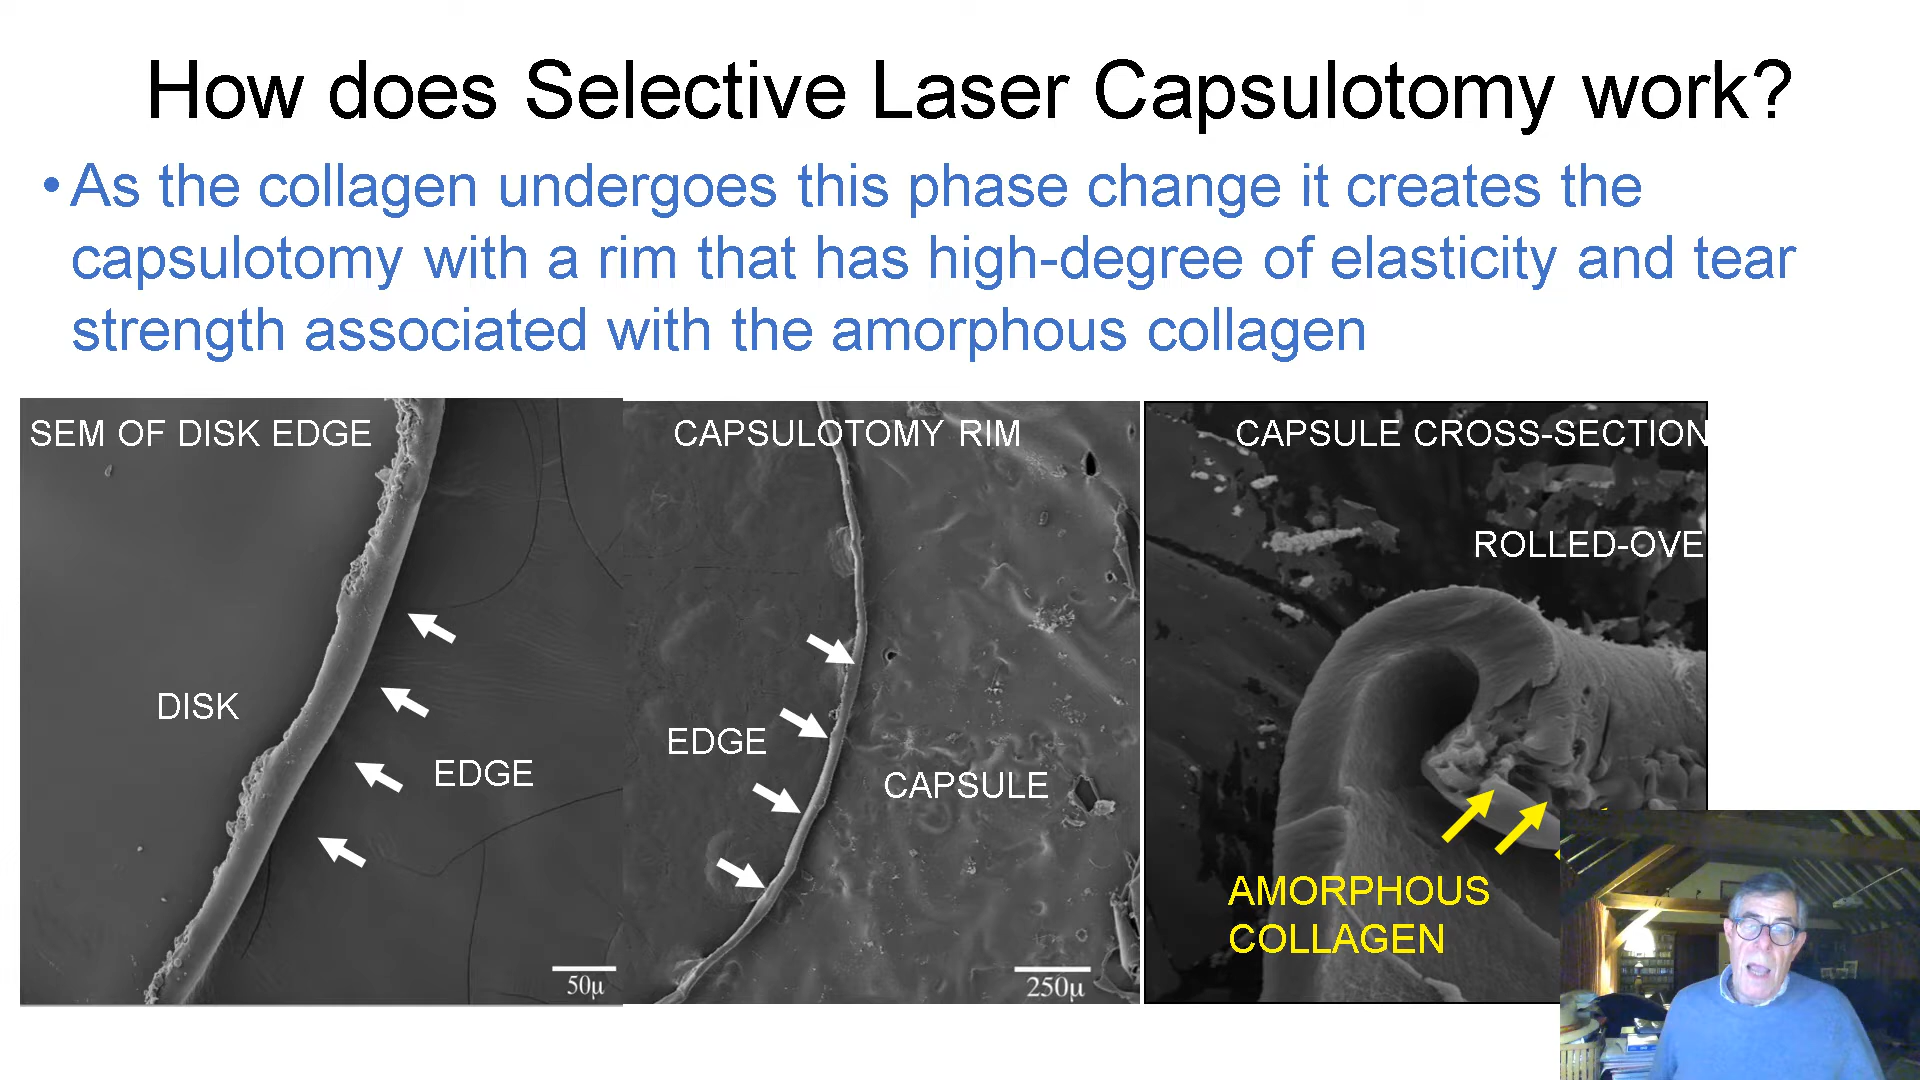 How does Selective Laser Capsulotomy work?
• As the collagen undergoes this phase change it creates the
capsulotomy with a rim that has high-degree of elasticity and tear
strength associated with the amorphous collagen
SEM OF DISK EDGE
DISK
EDGE
50µ
CAPSULOTOMY RIM
EDGE
CAPSULE
250µ
CAPSULE CROSS-SECTION
ROLLED-OVE
AMORPHOUS
COLLAGEN